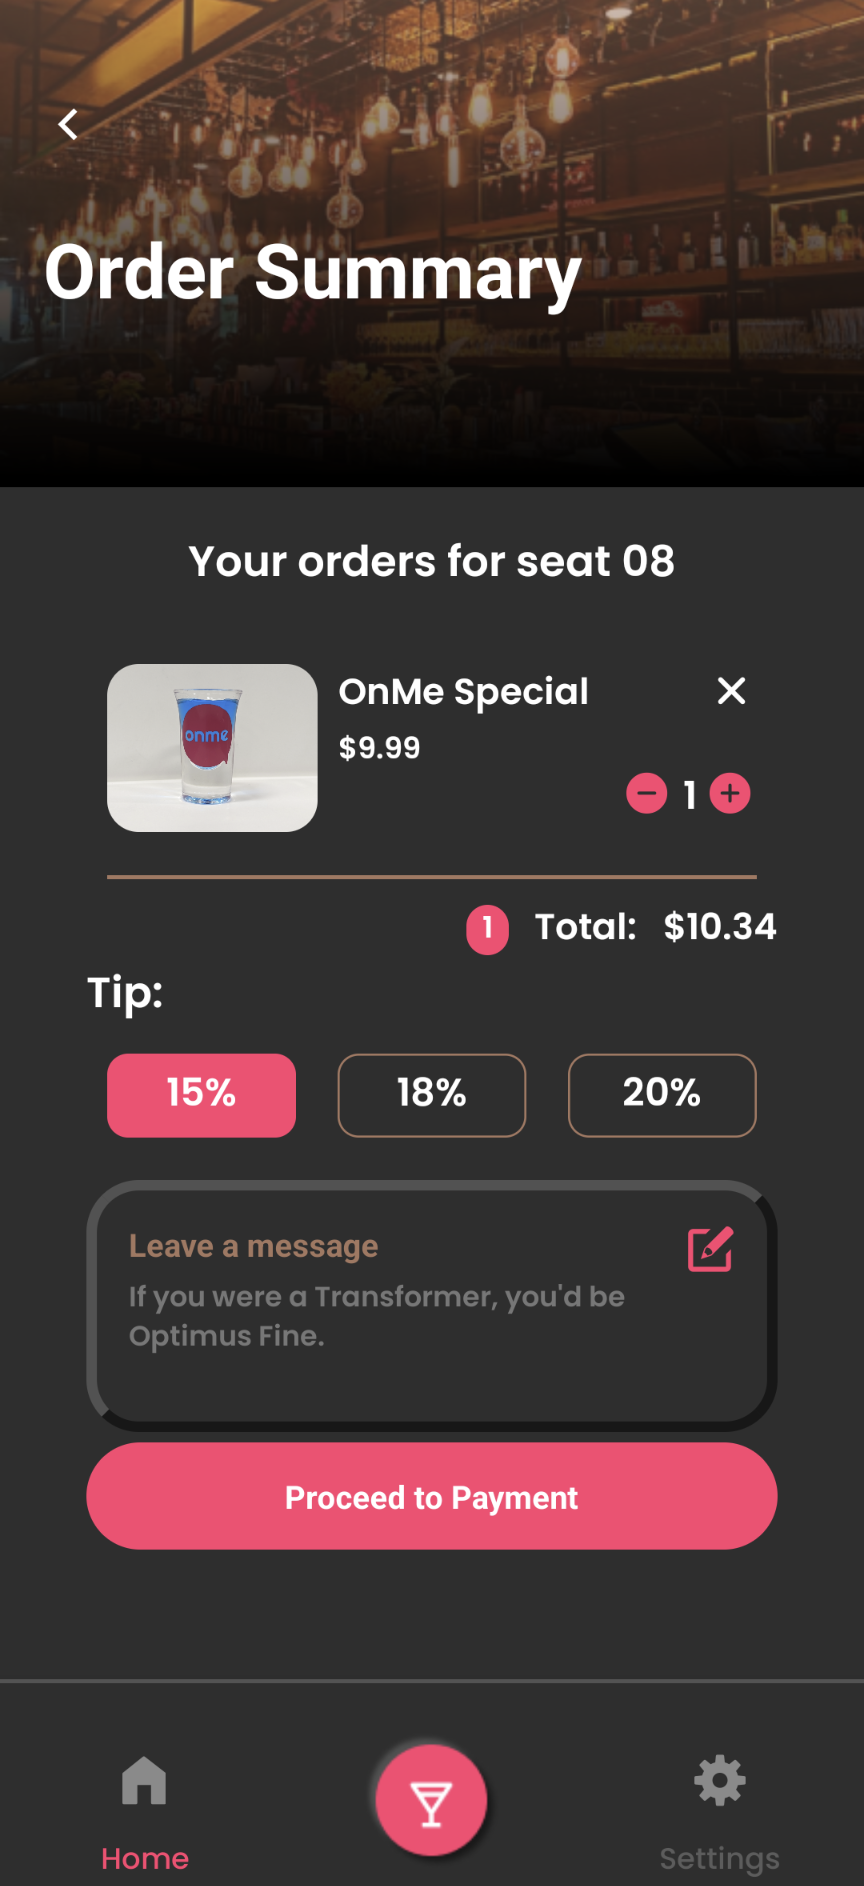 Order Summary
Your orders for seat 08
onme
OnMe Special
$9.99
1
1 Total: $10.34
Tip:
15% 18% 20%
Leave a message
If you were a Transformer, you'd be
Optimus Fine.
Proceed to Payment
Home Settings